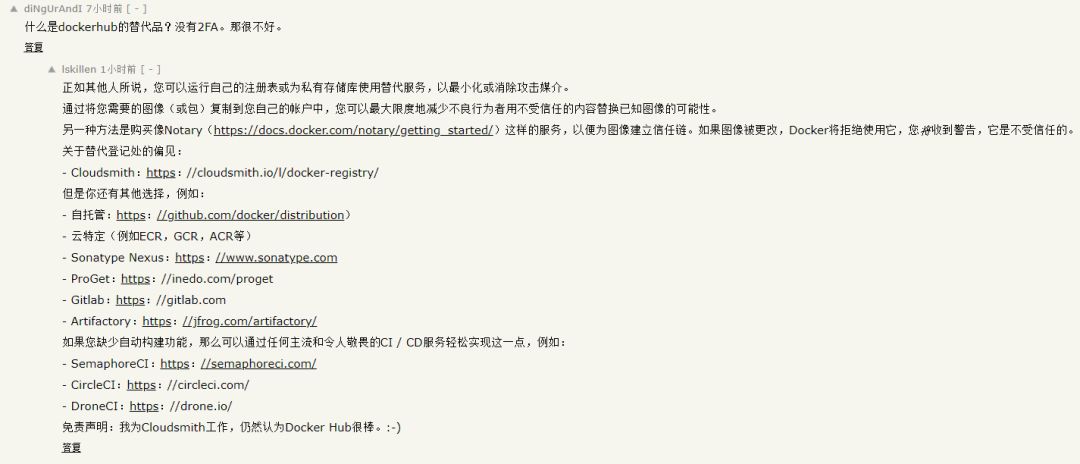 diNgUrAndI 7小时前 [ - ]
什么是dockerhub的替代品？没有2FA。那很不好。
答复
lskillen 1小时前 [ - ]
正如其他人所说，您可以运行自己的注册表或为私有存储库使用替代服务，以最小化或消除攻击媒介。
通过将您需要的图像（或包）复制到您自己的帐户中，您可以最大限度地减少不良行为者用不受信任的内容替换已知图像的可能性。
另一种方法是购买像Notary（https://docs.docker.com/notary/getting_started/）这样的服务，以便为图像建立信任链。如果图像被更改，Docker将拒绝使用它，您将收到警告，它是不受信任的。
关于替代登记处的偏见：
- Cloudsmith：https：//cloudsmith.io/l/docker-registry/
但是你还有其他选择，例如：
- 自托管：https：//github.com/docker/distribution）
- 云特定（例如ECR，GCR，ACR等）
- Sonatype Nexus：https：//www.sonatype.com
- ProGet：https：//inedo.com/proget
- Gitlab：https：//gitlab.com
- Artifactory：https：//jfrog.com/artifactory/
如果您缺少自动构建功能，那么可以通过任何主流和令人敬畏的CI / CD服务轻松实现这一点，例如：
- SemaphoreCI：https：//semaphoreci.com/
- CircleCI：https：//circleci.com/
- DroneCI：https：//drone.io/
免责声明：我为Cloudsmith工作，仍然认为Docker Hub很棒。:-)
答复